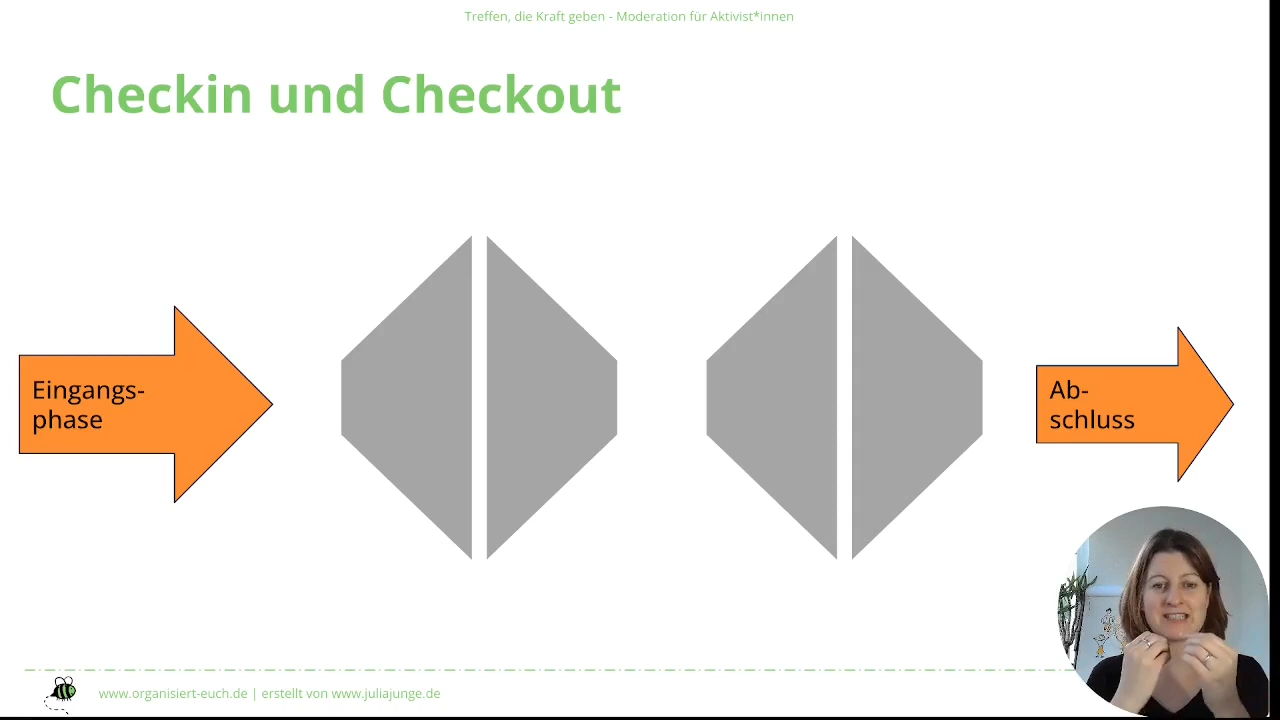 Treffen, die Kraft geben - Moderation für Aktivist*innen
Checkin und Checkout
Eingangs-
phase
Ab-
schluss
www.organisiert-euch.de | erstellt von www.juliajunge.de